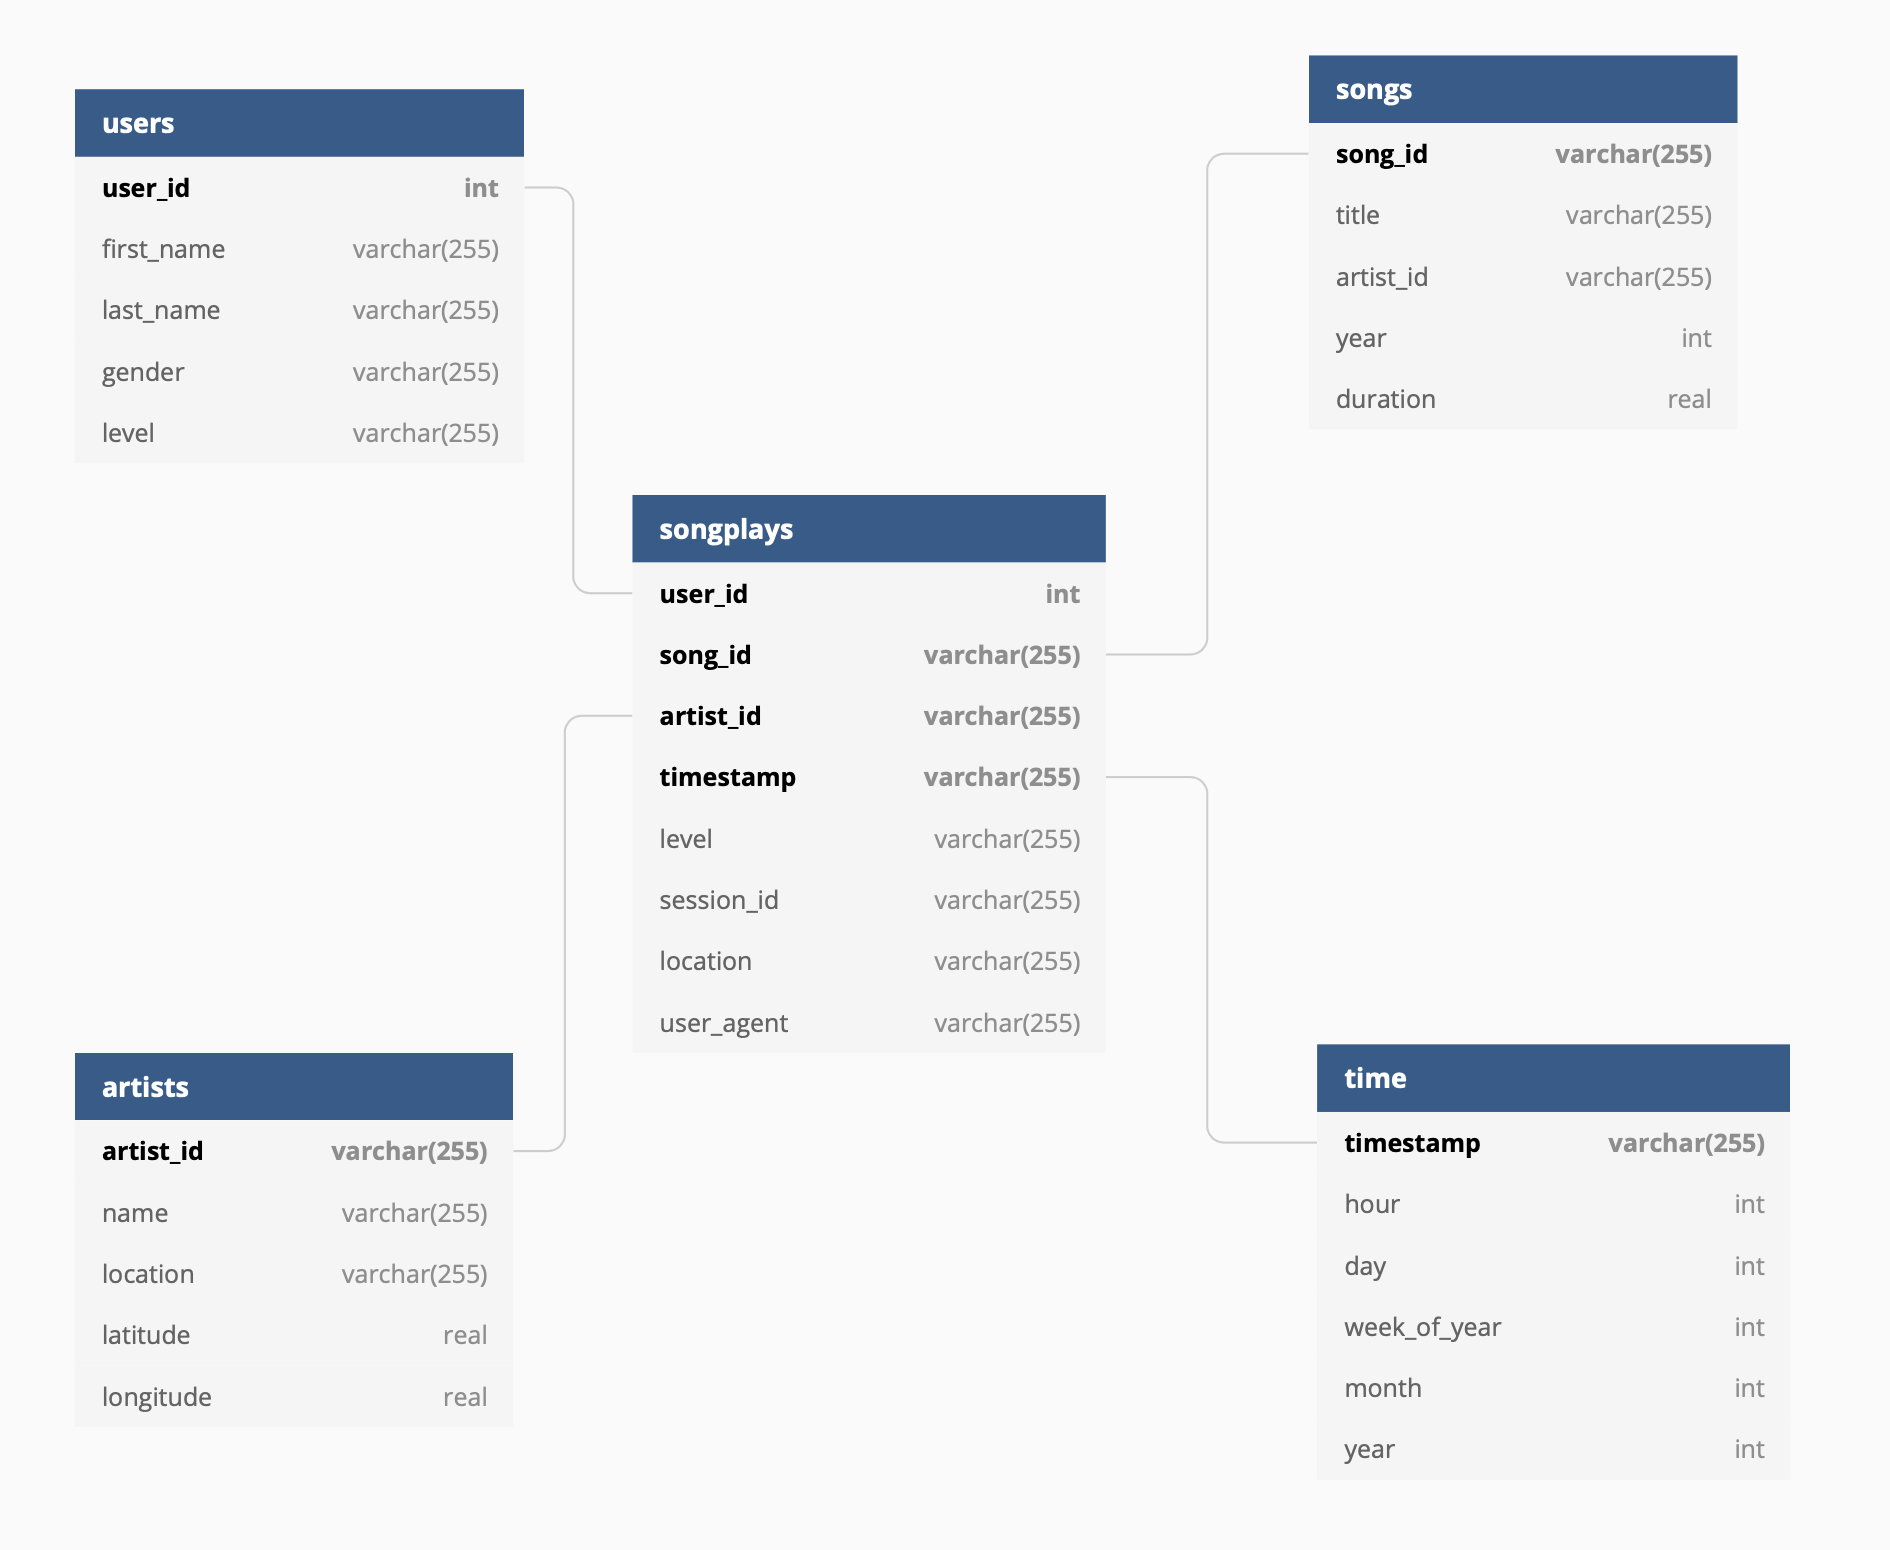 users
user_id int
first_name varchar(255)
last_name varchar(255)
gender varchar(255)
level varchar(255)
songs
song_id varchar(255)
title varchar(255)
artist_id varchar(255)
year int
duration real
songplays
user_id int
song_id varchar(255)
artist_id varchar(255)
timestamp varchar(255)
level varchar(255)
session_id varchar(255)
location varchar(255)
user_agent varchar(255)
artists
artist_id varchar(255)
name varchar(255)
location varchar(255)
latitude real
longitude real
time
timestamp varchar(255)
hour int
day int
week_of_year int
month int
year int